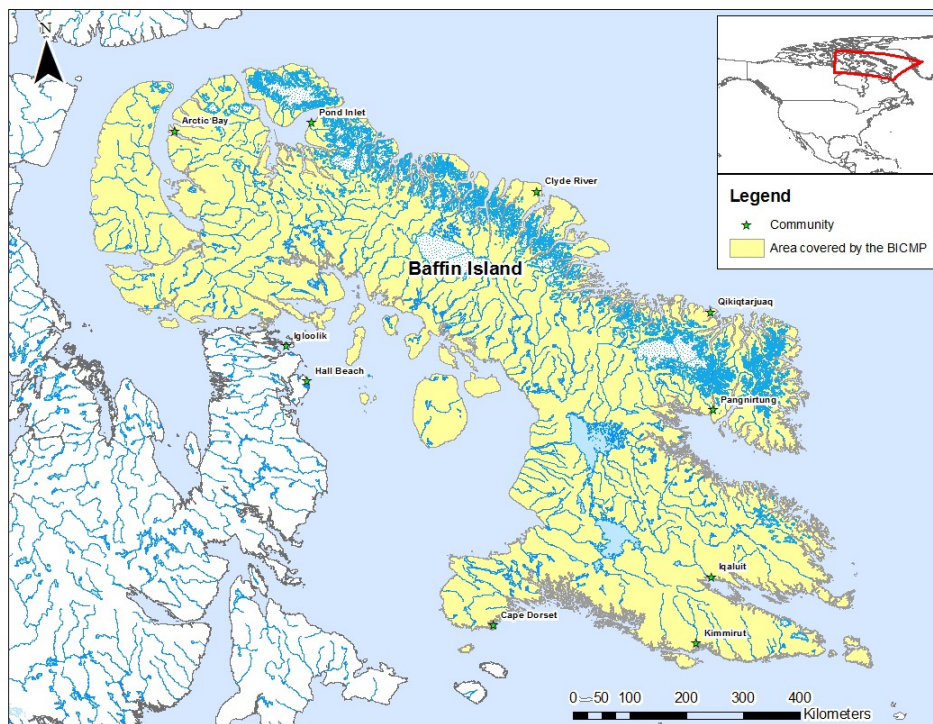 N
Arctic Bay
Pond Inlet
Clyde River
Baffin Island
Qikiqtarjuaq
Igloolik
Hall Beach
Pangnirtung
Iqaluit
Cape Dorset
Kimmirut
Legend
Community
Area covered by the BICMP
0 50 100 200 300 400
Kilometers